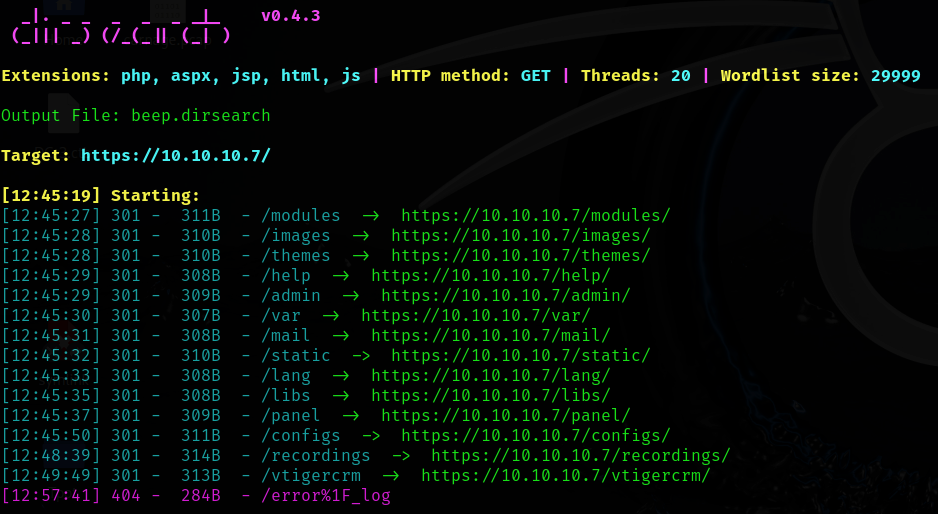 _|. _ _  _  _  _ _|_    v0.4.3
(_||| _) (/_(_|| (_| )
Extensions: php, aspx, jsp, html, js | HTTP method: GET | Threads: 20 | Wordlist size: 29999
Output File: beep.dirsearch
Target: https://10.10.10.7/
[12:45:19] Starting:
[12:45:27] 301 -  311B  - /modules  ->  https://10.10.10.7/modules/
[12:45:28] 301 -  310B  - /images  ->  https://10.10.10.7/images/
[12:45:28] 301 -  310B  - /themes  ->  https://10.10.10.7/themes/
[12:45:29] 301 -  308B  - /help  ->  https://10.10.10.7/help/
[12:45:29] 301 -  309B  - /admin  ->  https://10.10.10.7/admin/
[12:45:30] 301 -  307B  - /var  ->  https://10.10.10.7/var/
[12:45:31] 301 -  308B  - /mail  ->  https://10.10.10.7/mail/
[12:45:32] 301 -  310B  - /static  ->  https://10.10.10.7/static/
[12:45:33] 301 -  308B  - /lang  ->  https://10.10.10.7/lang/
[12:45:35] 301 -  308B  - /libs  ->  https://10.10.10.7/libs/
[12:45:37] 301 -  309B  - /panel  ->  https://10.10.10.7/panel/
[12:45:50] 301 -  311B  - /configs  ->  https://10.10.10.7/configs/
[12:48:39] 301 -  314B  - /recordings  ->  https://10.10.10.7/recordings/
[12:49:49] 301 -  313B  - /vtigercrm  ->  https://10.10.10.7/vtigercrm/
[12:57:41] 404 -  284B  - /error%1F_log